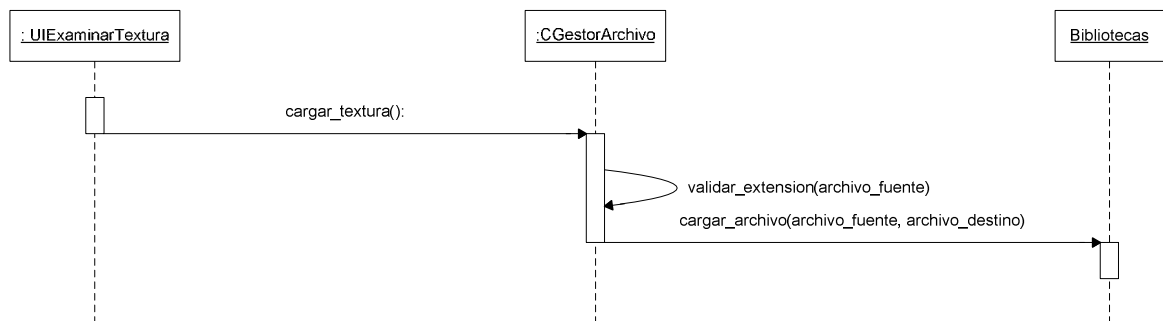 : UIExaminarTextura
:CGestorArchivo
Bibliotecas
cargar_textura():
validar_extension(archivo_fuente)
cargar_archivo(archivo_fuente, archivo_destino)